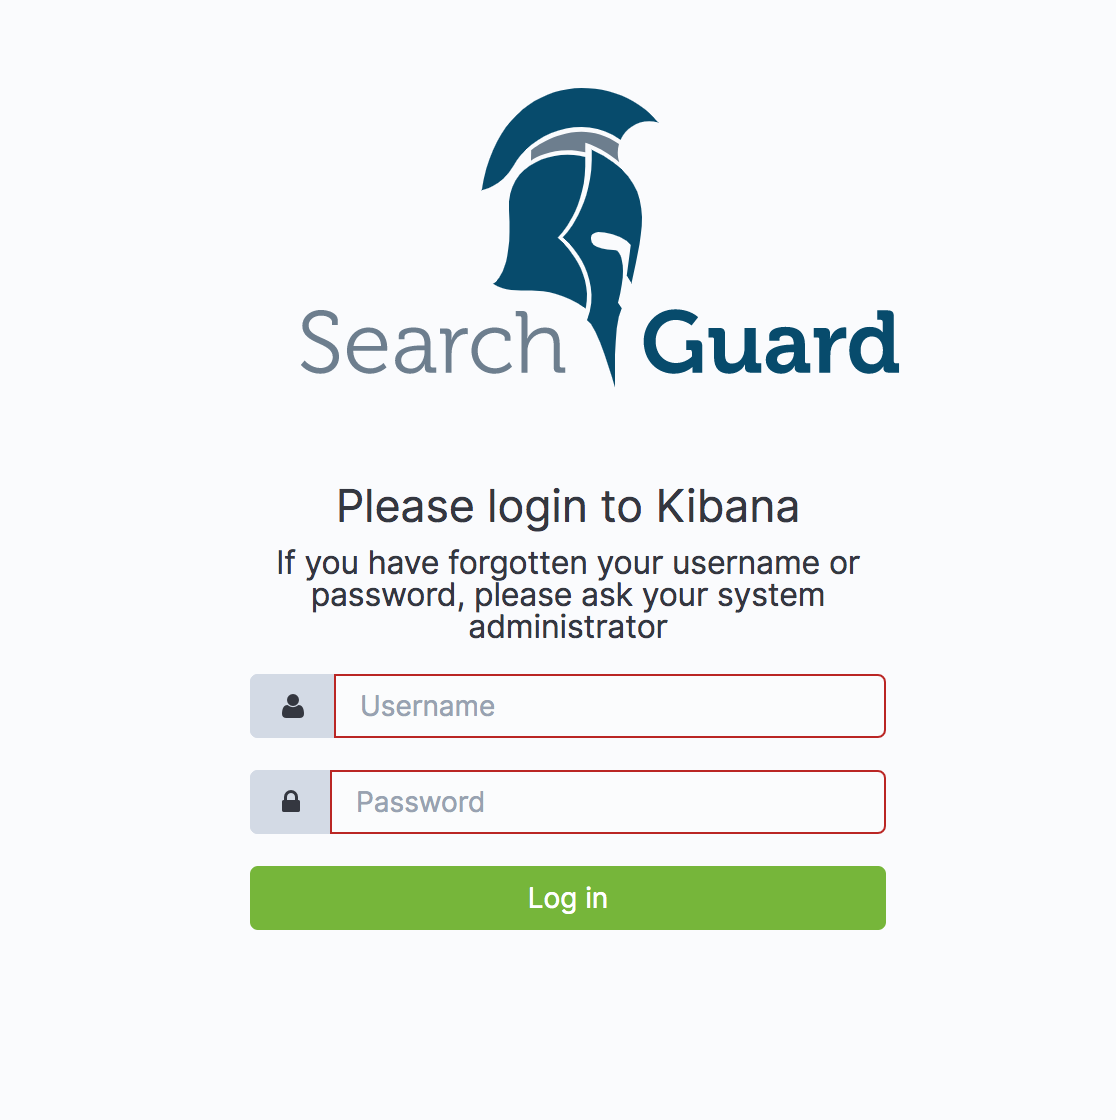 Search Guard
Please login to Kibana
If you have forgotten your username or
password, please ask your system
administrator
Username
Password
Log in